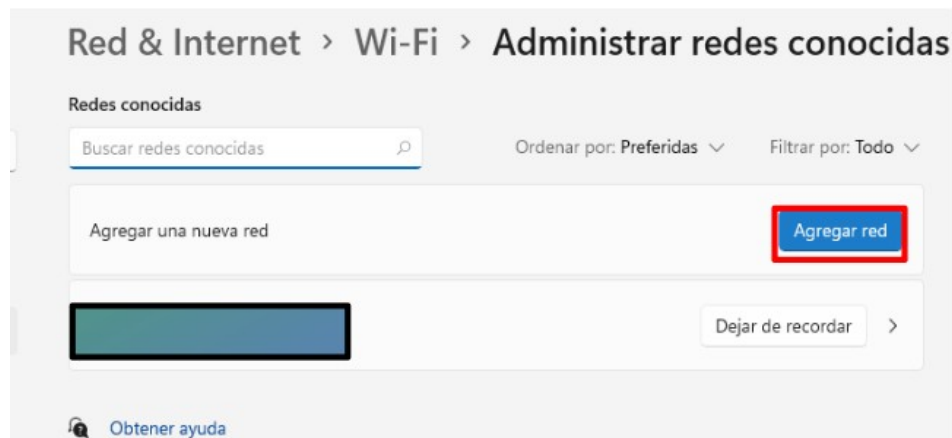 Red & Internet > Wi-Fi > Administrar redes conocidas
Redes conocidas
Buscar redes conocidas
Ordenar por: Preferidas
Filtrar por: Todo
Agregar una nueva red
Agregar red
Dejar de recordar
Obtener ayuda